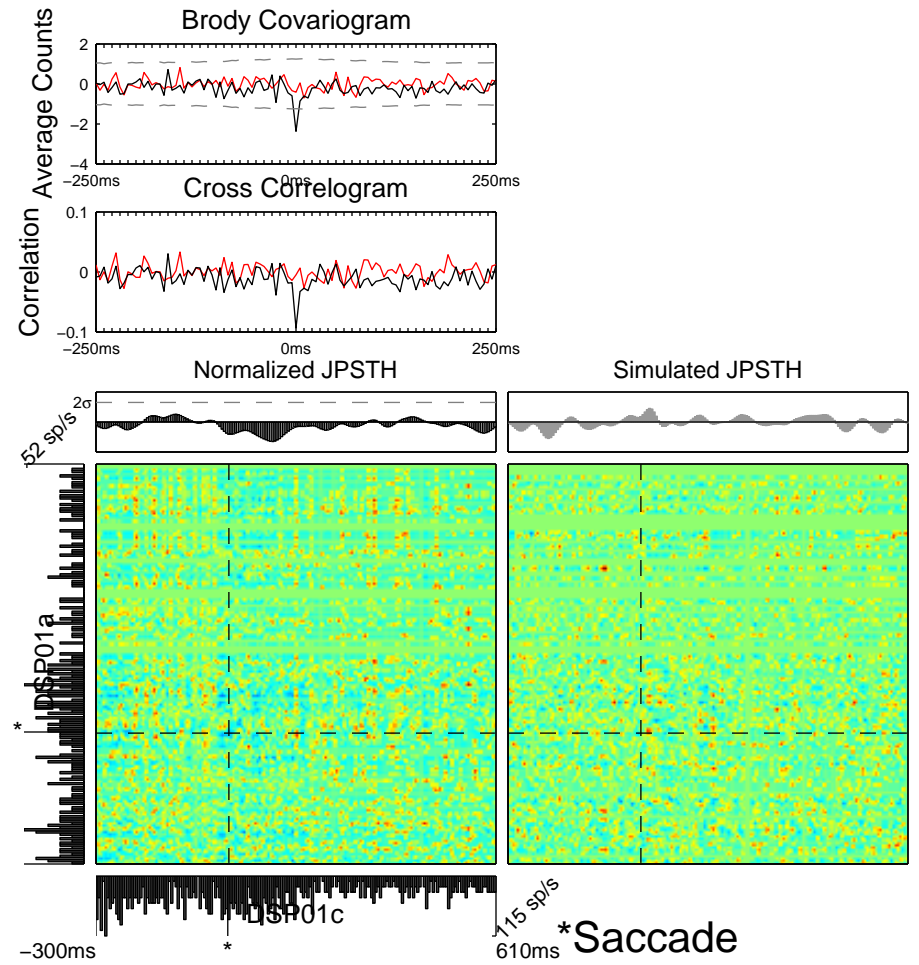 Brody Covariogram
Average Counts
2
0
−2
−4
−250ms
0ms
250ms
Cross Correlogram
Correlation
0.1
0
−0.1
−250ms
0ms
250ms
Normalized JPSTH
Simulated JPSTH
2σ
52 sp/s
DSP01a
*
DSP01c
115 sp/s
−300ms
*
610ms
*Saccade